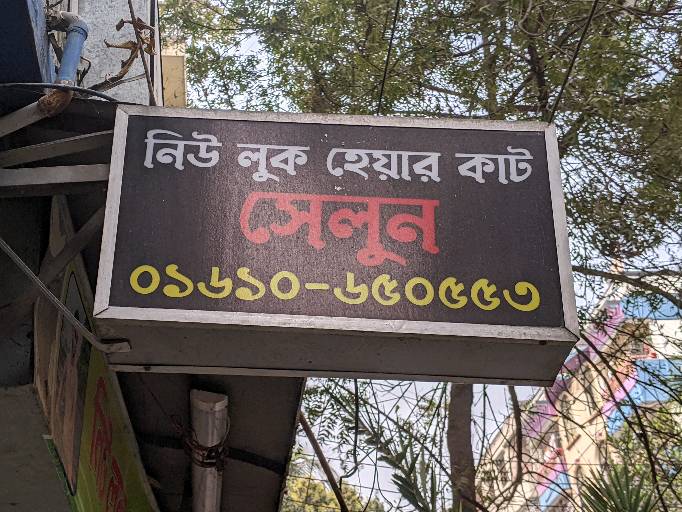 নিউ লুক হেয়ার কাট
সেলুন
০১৬১০-৬৫০৫৫৩